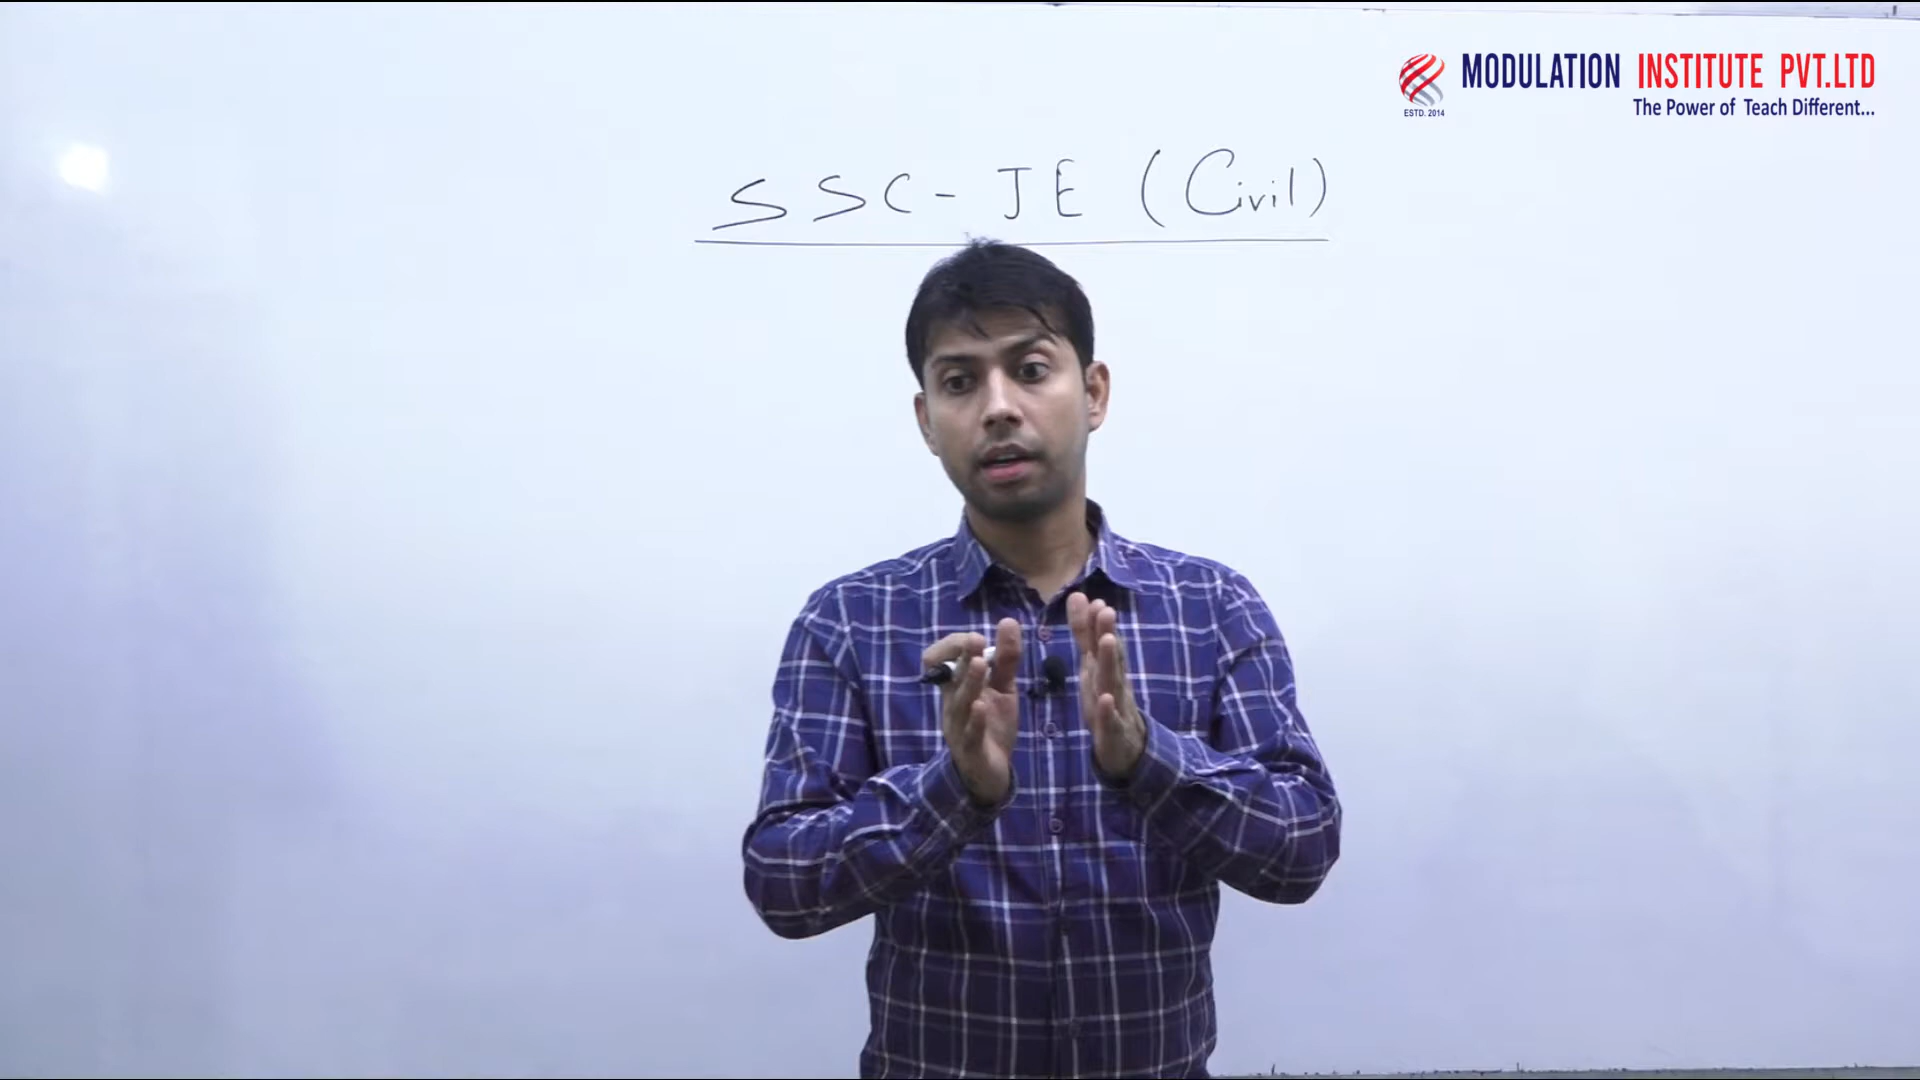 MODULATION INSTITUTE PVT.LTD
The Power of Teach Different...
ESTD. 2014
SSC-JE (Civil)